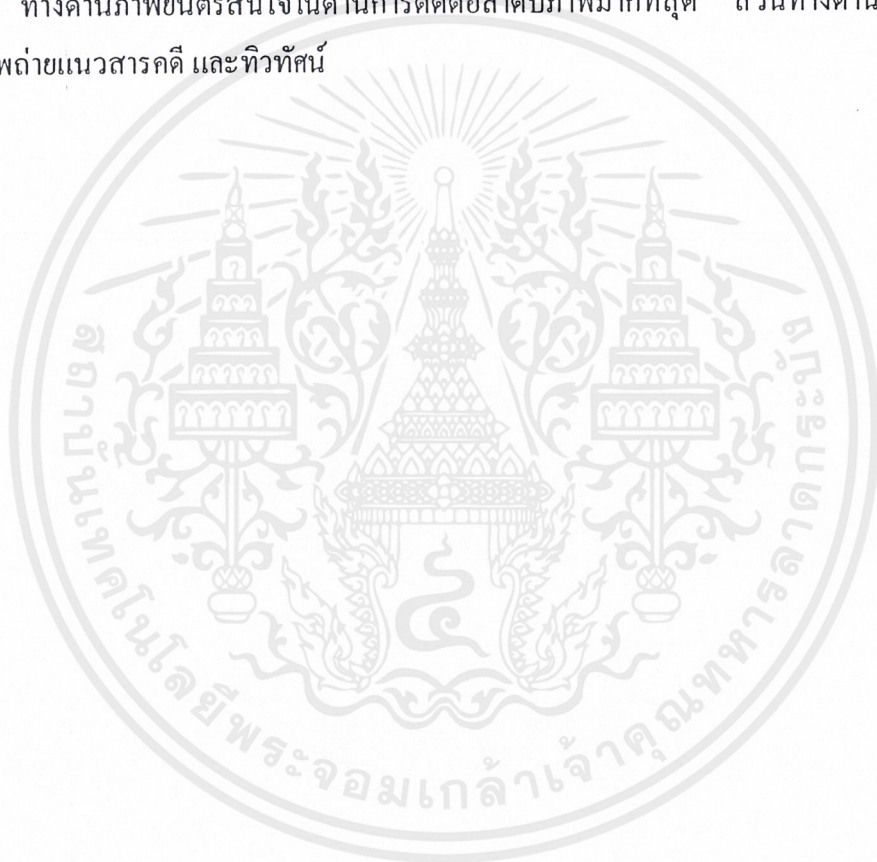 ทางด้านภาพยนตร์สนใจในด้านการตัดต่อลำดับภาพมากที่สุด ส่วนทางด้าน
พถ่ายแนวสารคดี และทิวทัศน์
สถาบันเทคโนโลยีพระจอมเกล้าเจ้าคุณทหารลาดกระบัง